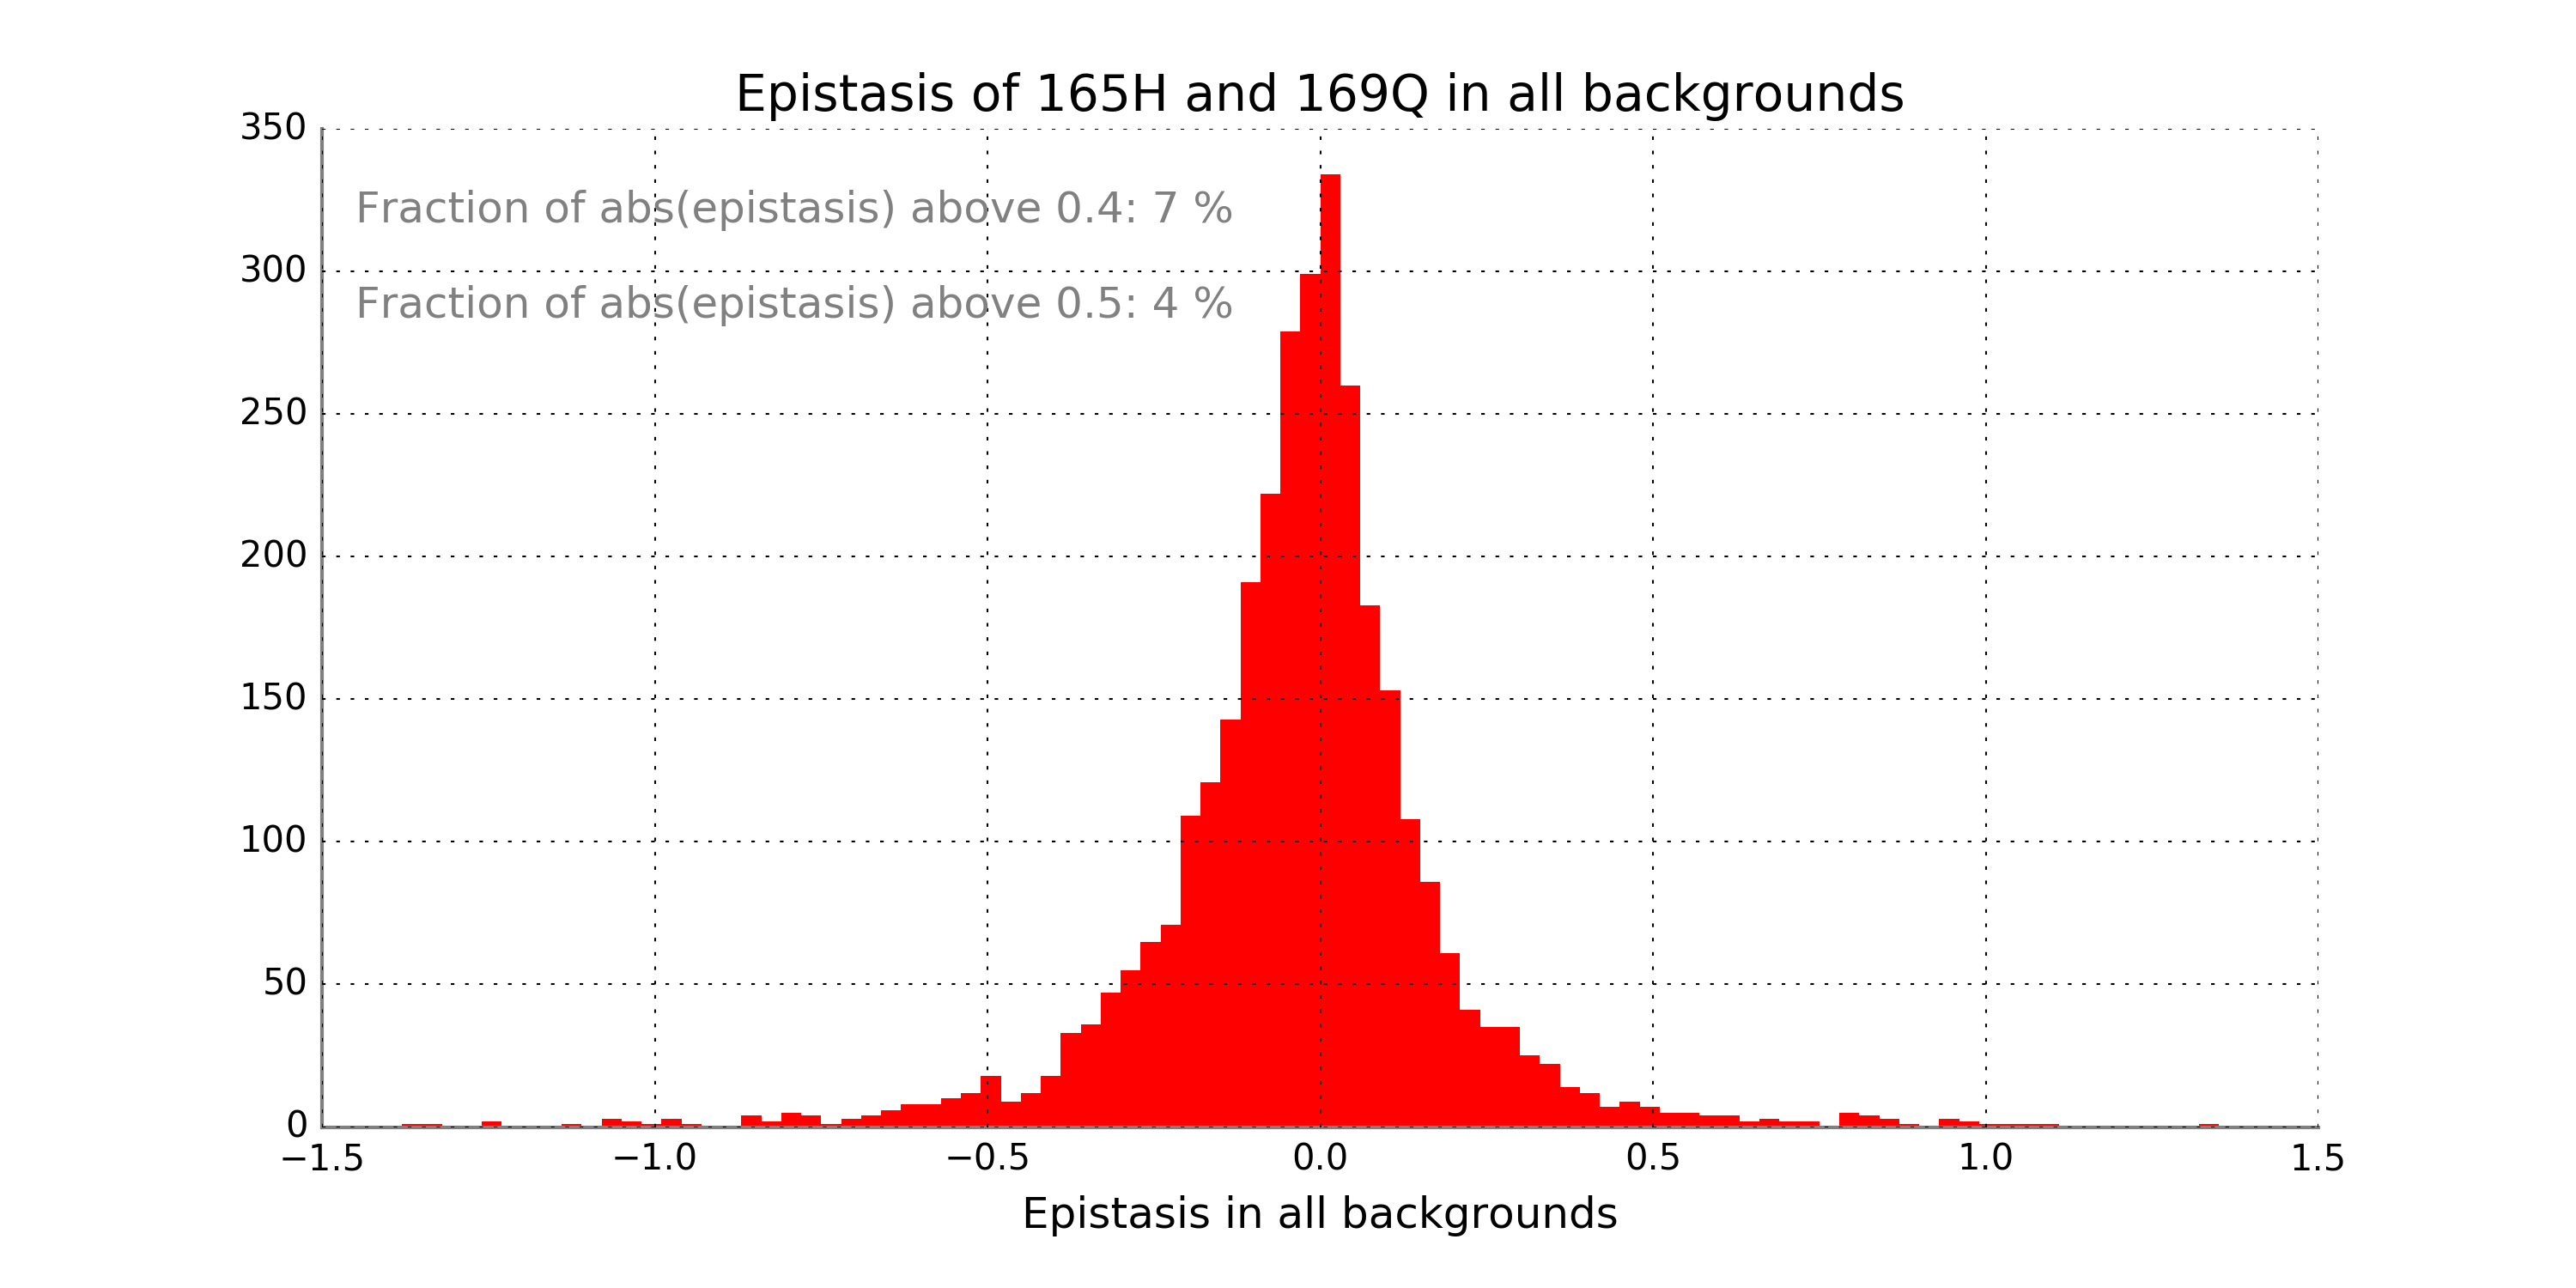 Epistasis of 165H and 169Q in all backgrounds
350
Fraction of abs(epistasis) above 0.4: 7 %
300
Fraction of abs(epistasis) above 0.5: 4 %
250
200
150
100
50
0
−1.5 −1.0 −0.5 0.0 0.5 1.0 1.5
Epistasis in all backgrounds